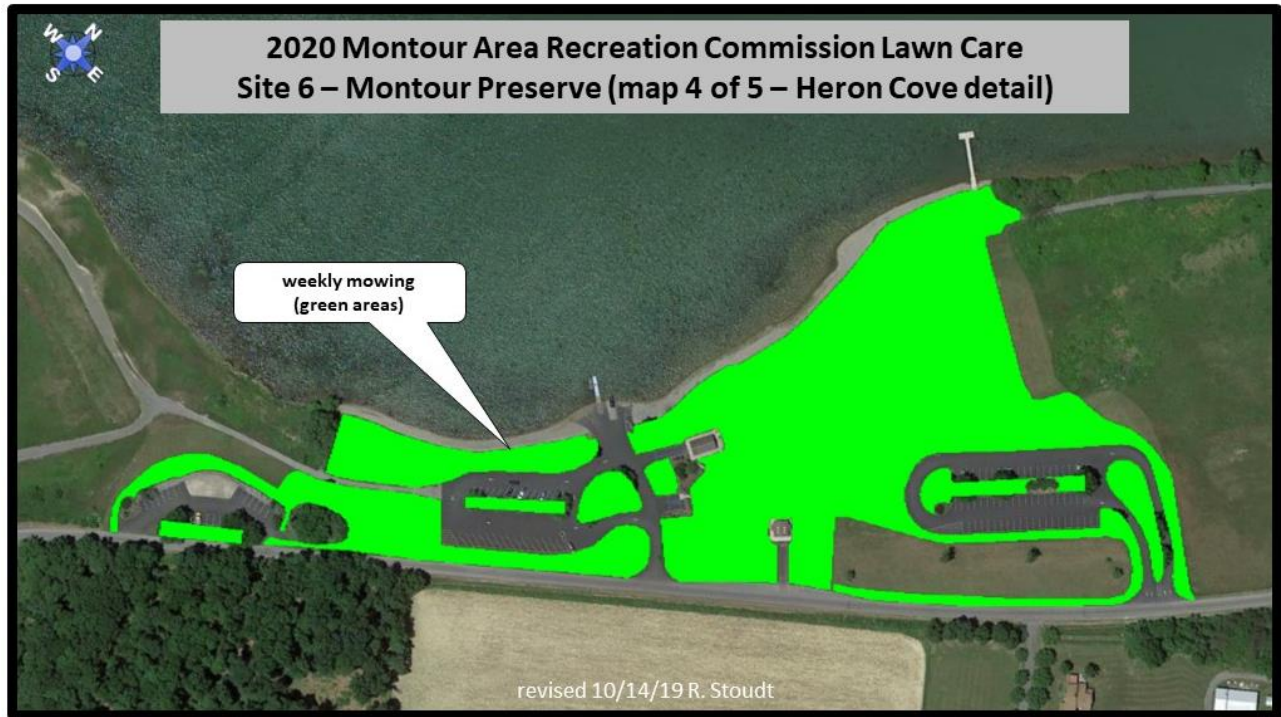 2020 Montour Area Recreation Commission Lawn Care
Site 6 – Montour Preserve (map 4 of 5 – Heron Cove detail)
W N
S E
weekly mowing
(green areas)
revised 10/14/19 R. Stoudt